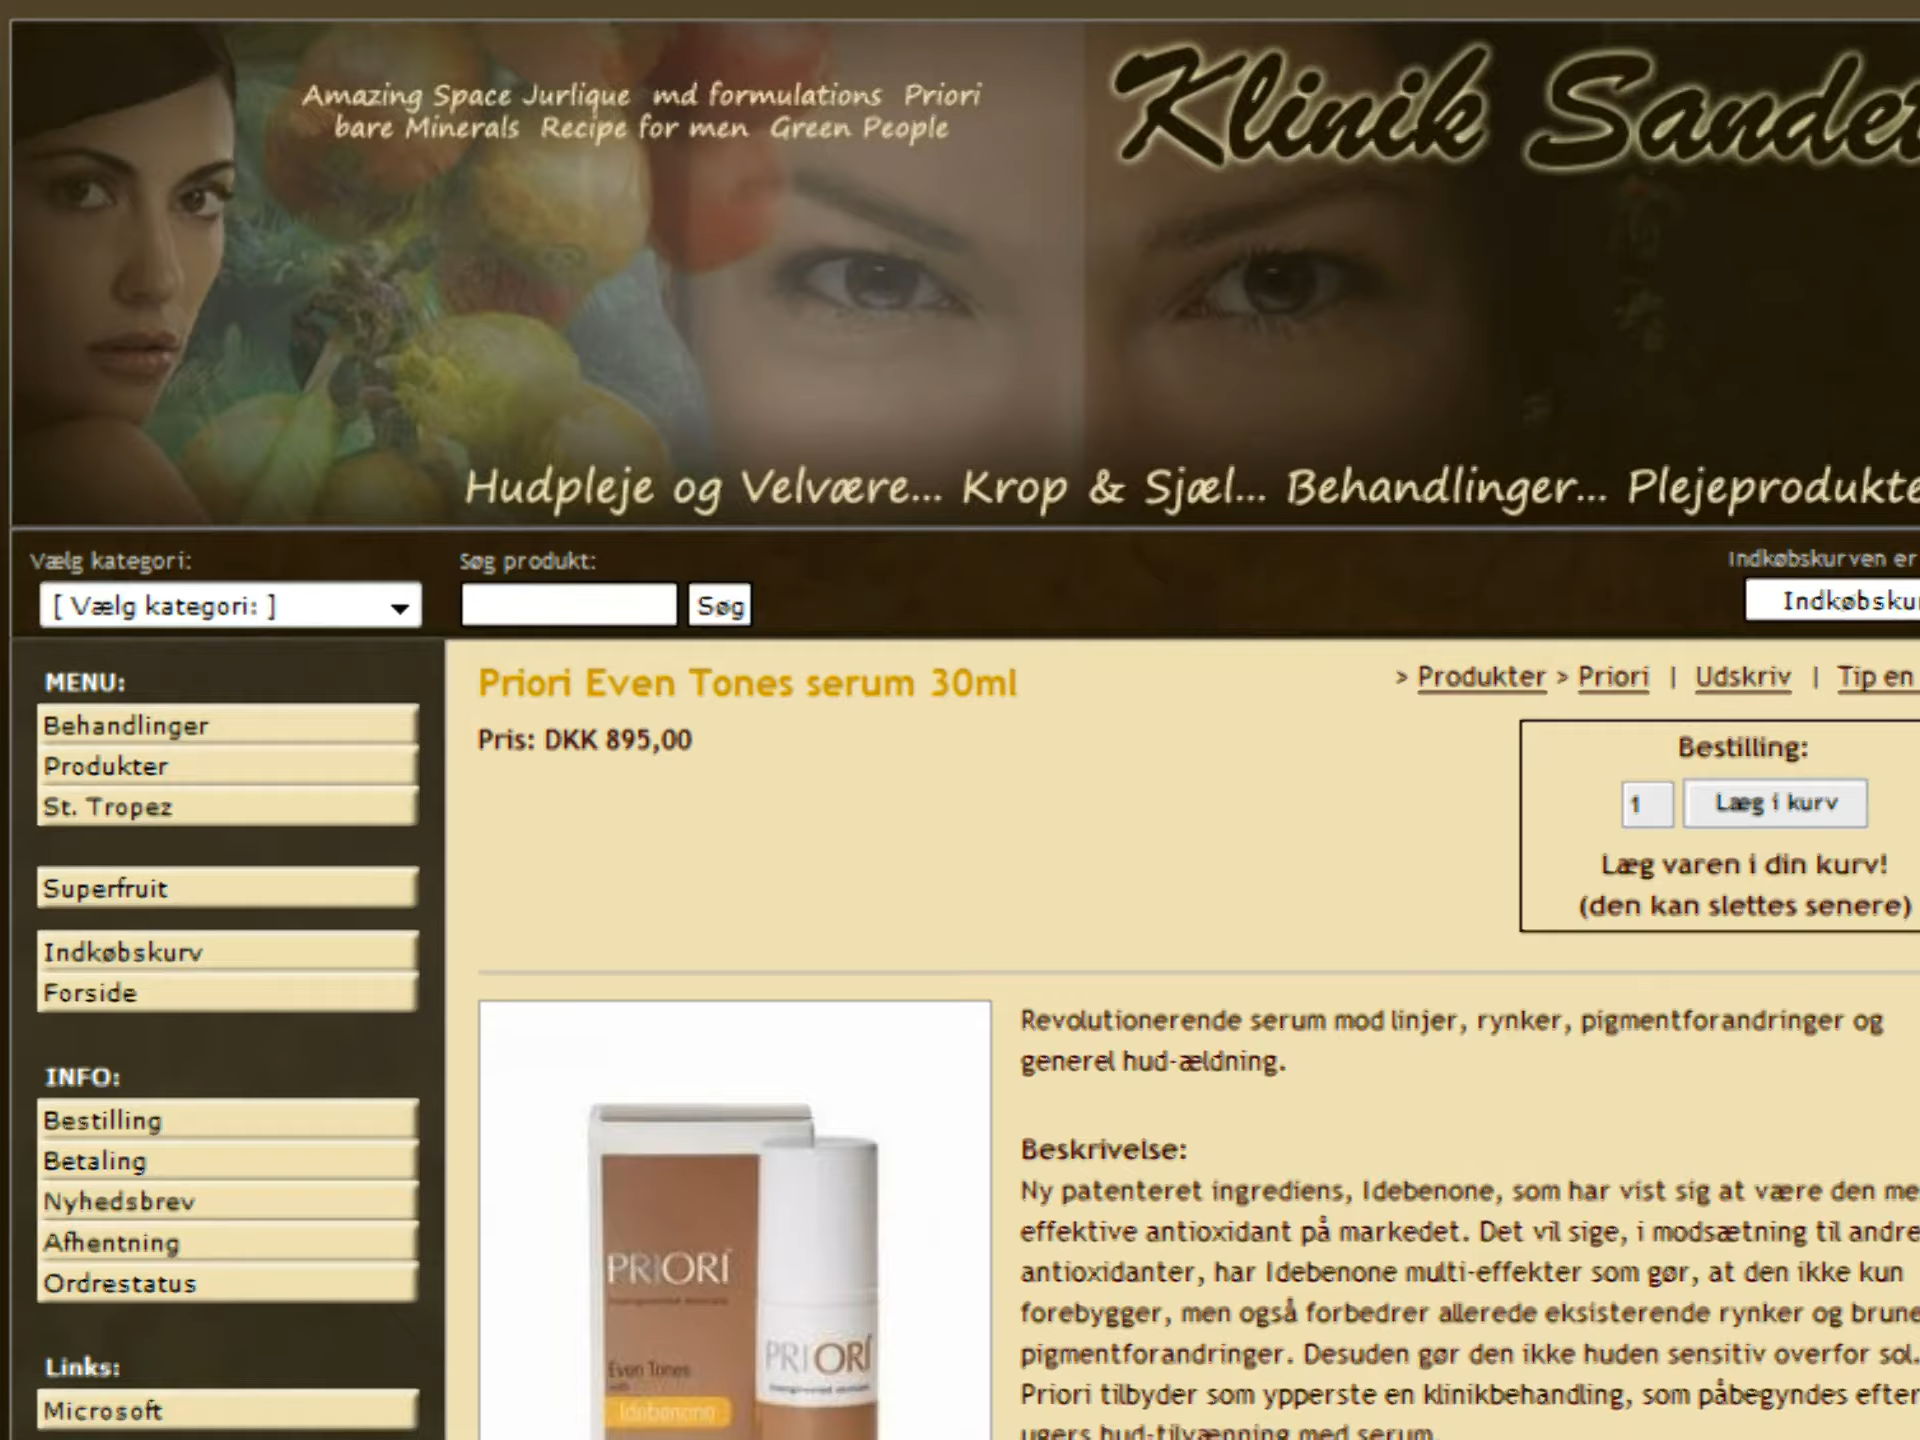 Amazing Space Jurlique md formulations Priori
bare Minerals Recipe for men Green People
Klinik
Hudpleje og Velvære... Krop & Sjæl... Behandlinger...
Vælg kategori:
[ Vælg kategori: ]
Søg produkt:
Søg
Indkøbskurven er
MENU:
Behandlinger
Produkter
St. Tropez
Superfruit
Indkøbskurv
Forside
INFO:
Bestilling
Betaling
Nyhedsbrev
Afhentning
Ordrestatus
Links:
Microsoft
Priori Even Tones serum 30ml
> Produkter > Priori | Udskriv | Tip en
Pris: DKK 895,00
Bestilling:
1
Læg i kurv
Læg varen i din kurv!
(den kan slettes senere)
Revolutionerende serum mod linjer, rynker, pigmentforandringer og
generel hud-ældning.
Beskrivelse:
Ny patenteret ingrediens, Idebenone, som har vist sig at være den
effektive antioxidant på markedet. Det vil sige, i modsætning til andre
antioxidanter, har Idebenone multi-effekter som gør, at den ikke kun
forebygger, men også forbedrer allerede eksisterende rynker og brune
pigmentforandringer. Desuden gør den ikke huden sensitiv overfor sol.
Priori tilbyder som ypperste en klinikbehandling, som påbegyndes efter
ugers hud-tilvænning med serum.
PRIORI
Even Tones
with
Idebenone
PRIORI